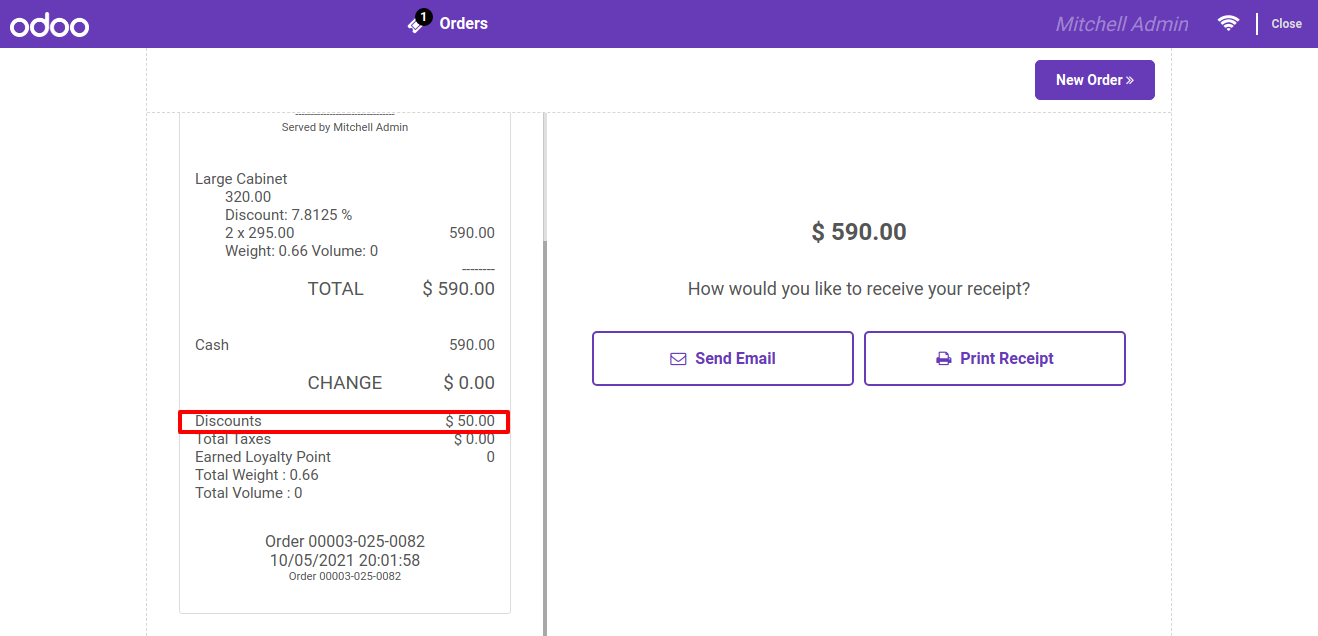 odoo
1
Orders
Mitchell Admin
Close
New Order »
--------------------------------
Served by Mitchell Admin
Large Cabinet
320.00
Discount: 7.8125 %
2 x 295.00 590.00
Weight: 0.66 Volume: 0
--------
TOTAL $ 590.00
Cash 590.00
CHANGE $ 0.00
Discounts $ 50.00
Total Taxes $ 0.00
Earned Loyalty Point 0
Total Weight : 0.66
Total Volume : 0
Order 00003-025-0082
10/05/2021 20:01:58
Order 00003-025-0082
$ 590.00
How would you like to receive your receipt?
Send Email
Print Receipt